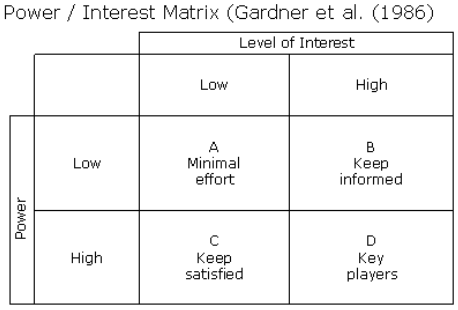 Power / Interest Matrix (Gardner et al. (1986)
Level of Interest
Low
High
Power
Low
A
Minimal
effort
B
Keep
informed
High
C
Keep
satisfied
D
Key
players